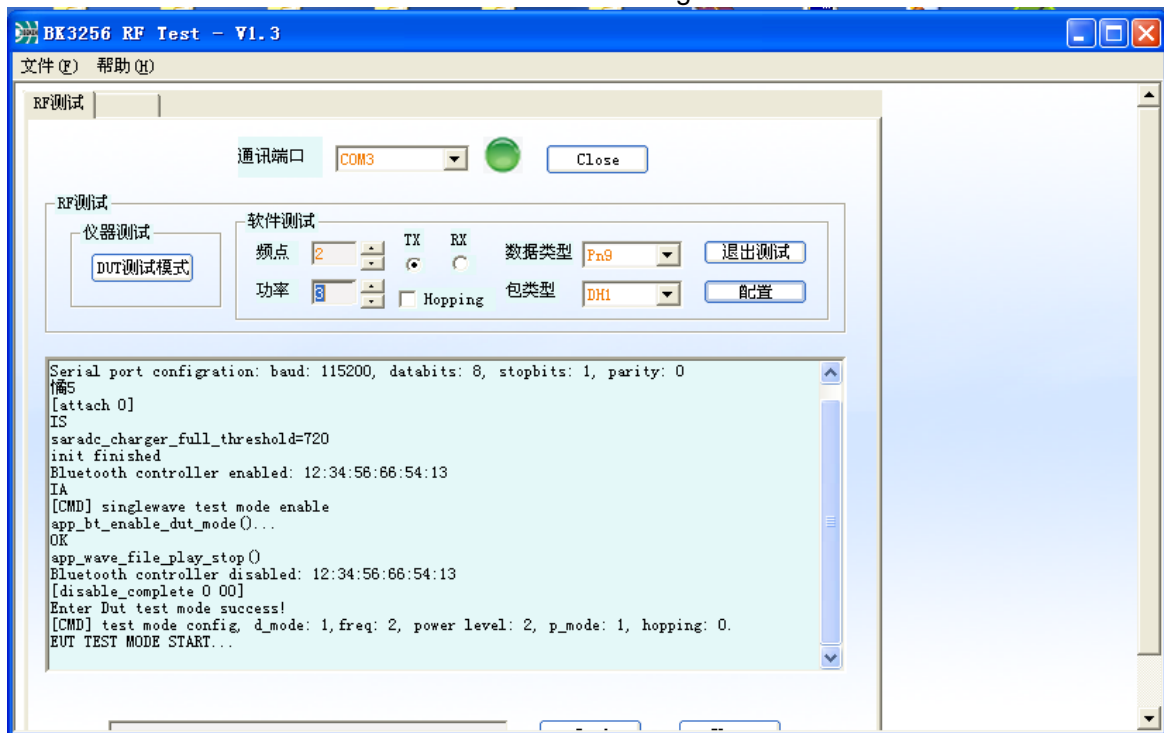 BK3256 RF Test - V1.3
文件(F) 帮助(H)
RF测试
通讯端口 COM3 Close
RF测试
仪器测试
DUT测试模式
软件测试
频点 2 TX RX 数据类型 Pn9 退出测试
功率 3 Hopping 包类型 DH1 配置
Serial port configration: baud: 115200, databits: 8, stopbits: 1, parity: 0
[attach 0]
IS
saradc_charger_full_threshold=720
init finished
Bluetooth controller enabled: 12:34:56:66:54:13
IA
[CMD] singlewave test mode enable
app_bt_enable_dut_mode()...
OK
app_wave_file_play_stop()
Bluetooth controller disabled: 12:34:56:66:54:13
[disable_complete 0 00]
Enter Dut test mode success!
[CMD] test mode config, d_mode: 1,freq: 2, power level: 2, p_mode: 1, hopping: 0.
EUT TEST MODE START...